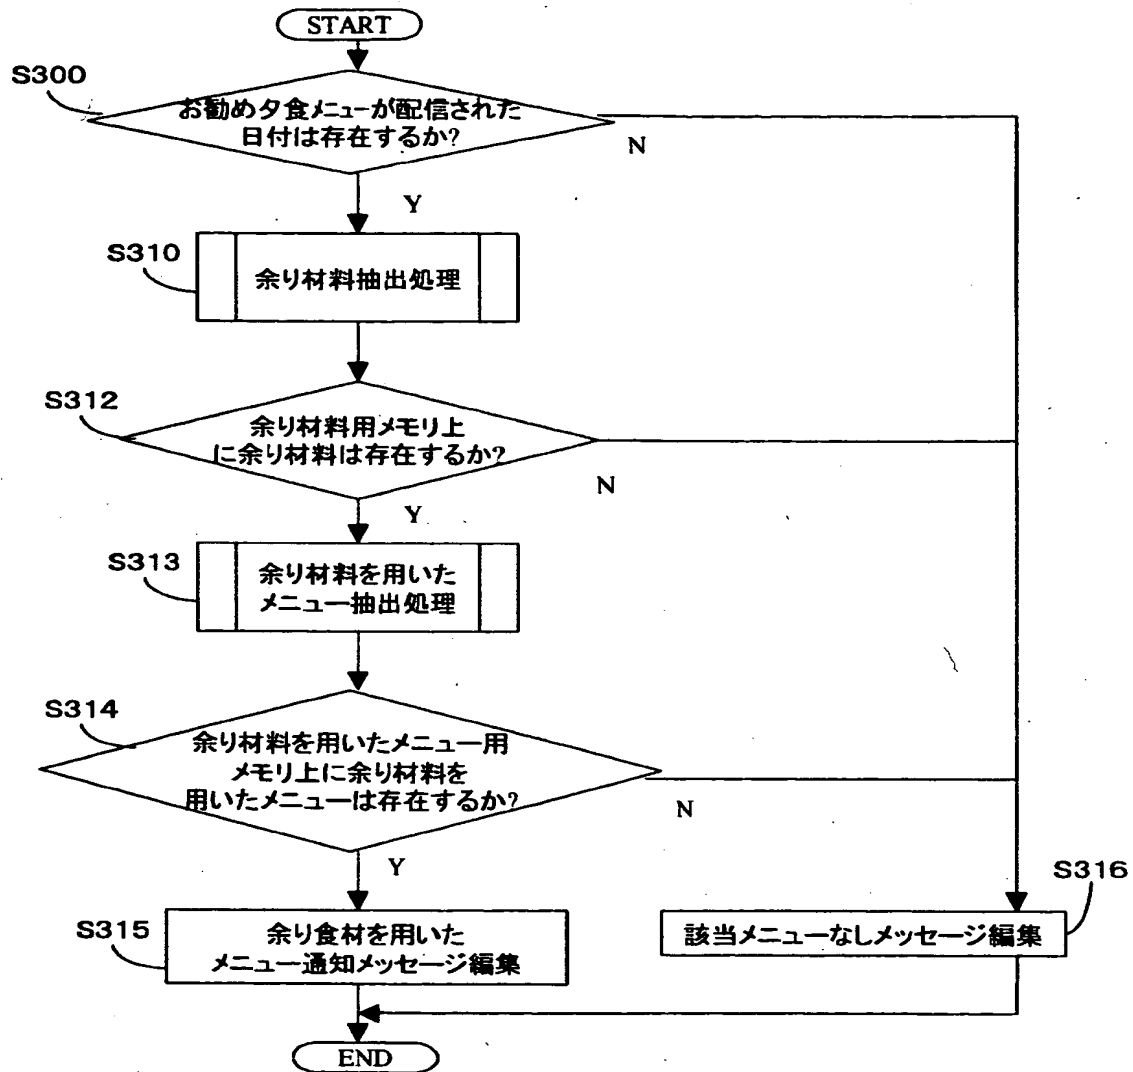 START
S300
お勧め夕食メニューが配信された
日付は存在するか?
N
Y
S310
余り材料抽出処理
S312
余り材料用メモリ上
に余り材料は存在するか?
N
Y
S313
余り材料を用いた
メニュー抽出処理
S314
余り材料を用いたメニュー用
メモリ上に余り材料を
用いたメニューは存在するか?
N
Y
S315
余り食材を用いた
メニュー通知メッセージ編集
S316
該当メニューなしメッセージ編集
END